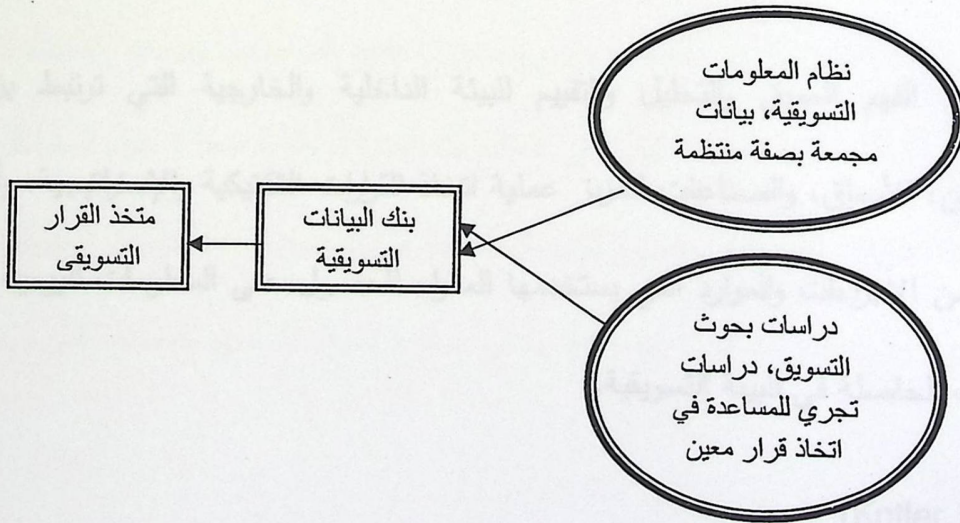 نظام المعلومات
التسويقية، بيانات
مجمعة بصفة منتظمة
بنك البيانات
التسويقية
متخذ القرار
التسويقى
دراسات بحوث
التسويق، دراسات
تجري للمساعدة في
اتخاذ قرار معين